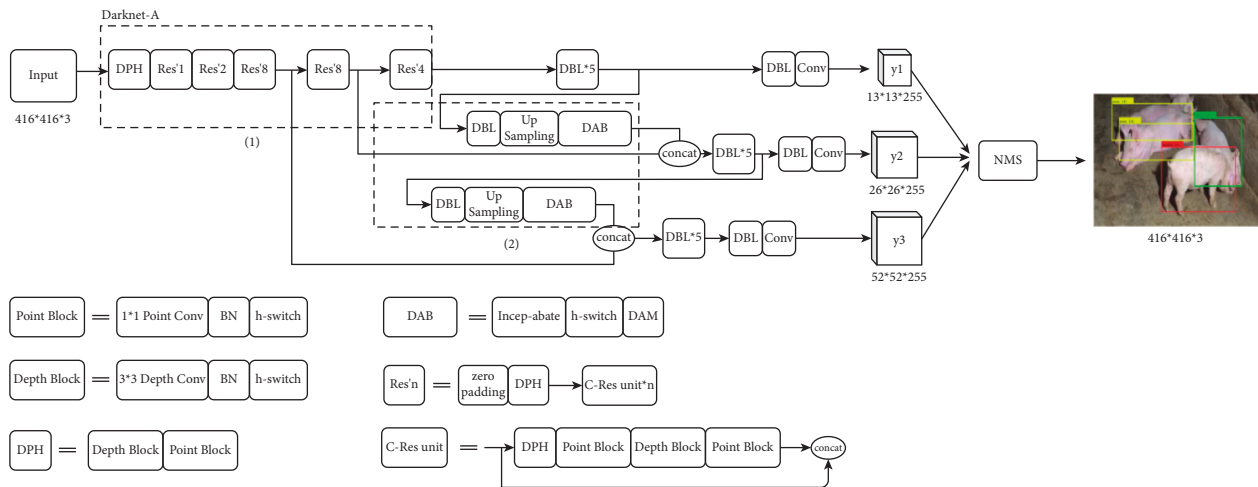 Darknet-A
Input
416*416*3
DPH
Res'1
Res'2
Res'8
Res'8
Res'4
(1)
DBL*5
DBL
Conv
y1
13*13*255
DBL
Up
Sampling
DAB
concat
DBL*5
DBL
Conv
y2
26*26*255
DBL
Up
Sampling
DAB
(2)
concat
DBL*5
DBL
Conv
y3
52*52*255
NMS
416*416*3
Point Block
1*1 Point Conv
BN
h-switch
DAB
Incep-abate
h-switch
DAM
Depth Block
3*3 Depth Conv
BN
h-switch
Res'n
zero
padding
DPH
C-Res unit*n
DPH
Depth Block
Point Block
C-Res unit
DPH
Point Block
Depth Block
Point Block
concat